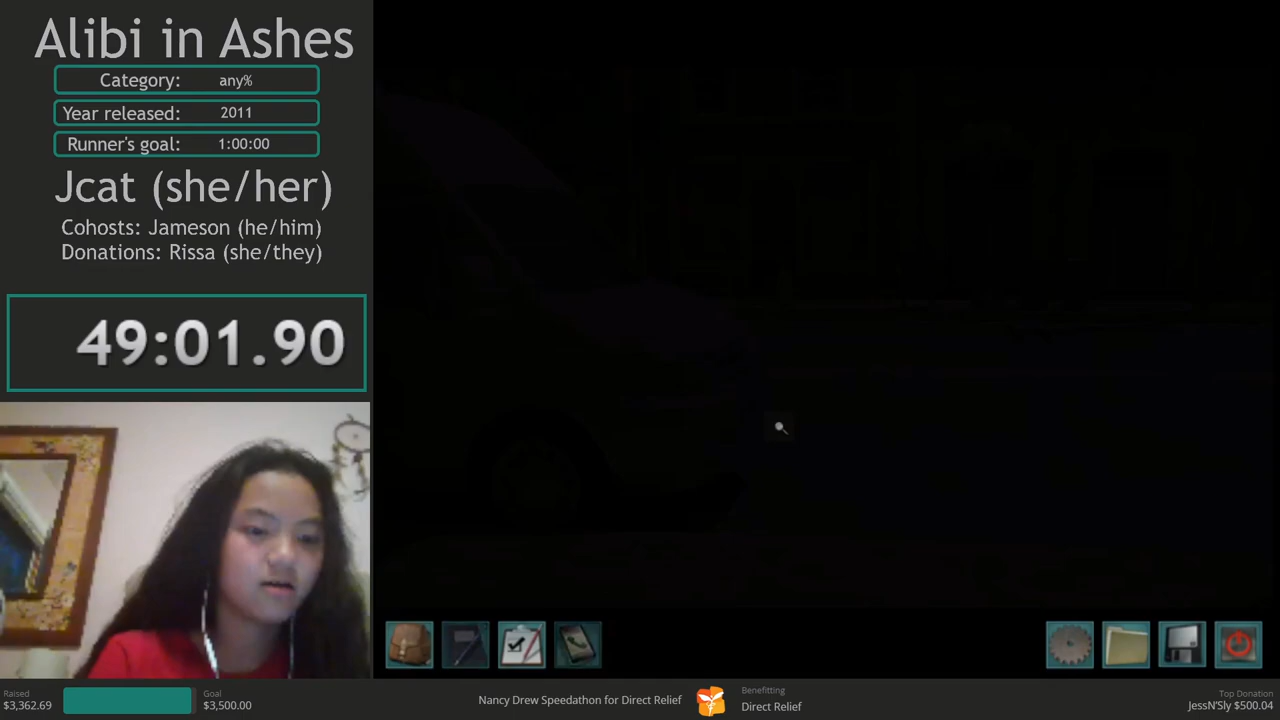 Alibi in Ashes
Category: any%
Year released: 2011
Runner's goal: 1:00:00
Jcat (she/her)
Cohosts: Jameson (he/him)
Donations: Rissa (she/they)
49:01.90
Raised
$3,362.69
Goal
$3,500.00
Nancy Drew Speedathon for Direct Relief
Benefitting
Direct Relief
Top Donation
JessN'Sly $500.04